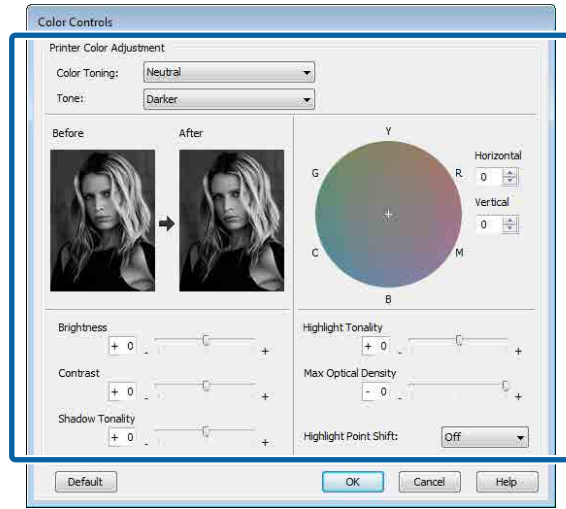 Color Controls
Printer Color Adjustment
Color Toning: Neutral
Tone: Darker
Before After
Y
G R
C M
B
Horizontal
0
Vertical
0
Brightness
+ 0 - +
Contrast
+ 0 - +
Shadow Tonality
+ 0 - +
Highlight Tonality
+ 0 - +
Max Optical Density
- 0 - +
Highlight Point Shift: Off
Default OK Cancel Help